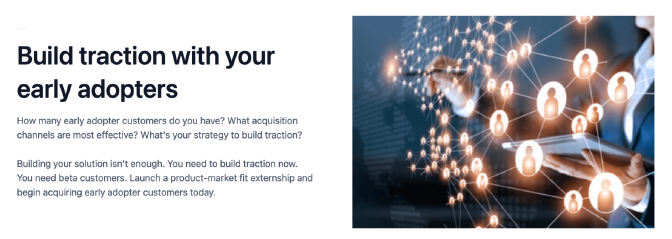 Build traction with your
early adopters
How many early adopter customers do you have? What acquisition
channels are most effective? What's your strategy to build traction?
Building your solution isn't enough. You need to build traction now.
You need beta customers. Launch a product-market fit externship and
begin acquiring early adopter customers today.